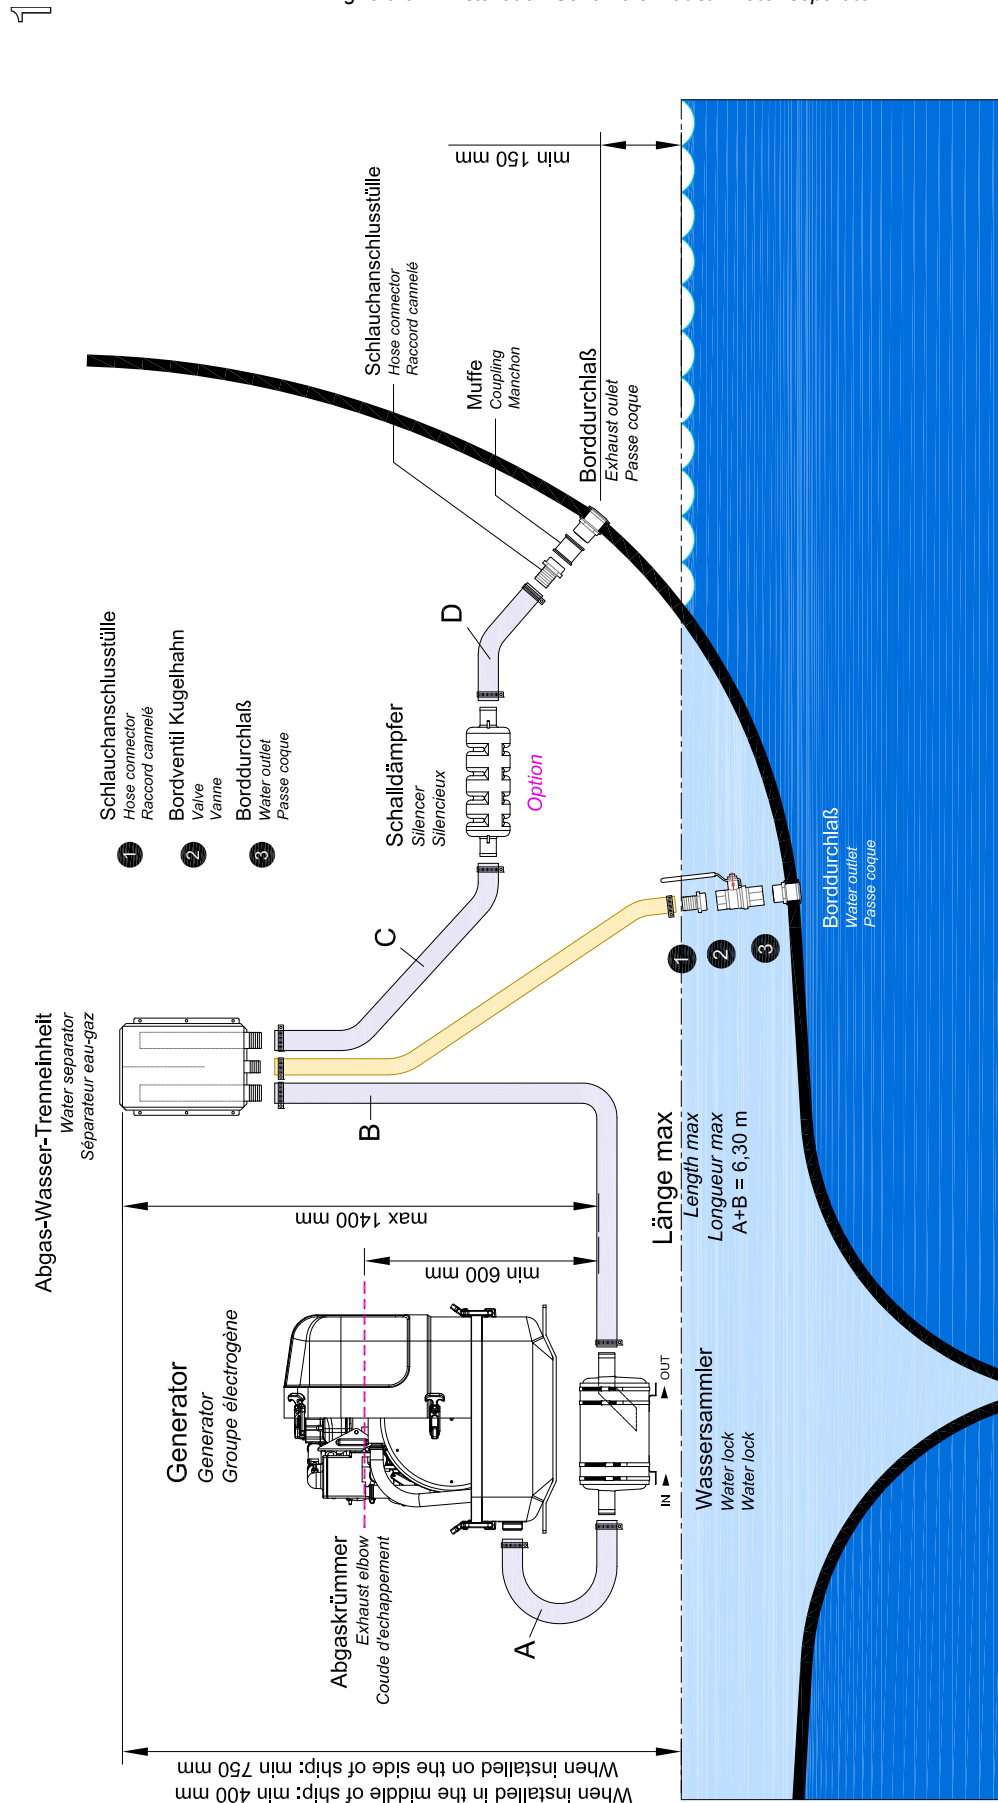 1
Abgas-Wasser-Trenneinheit
Water separator
Séparateur eau-gaz
1
Schlauchanschlusstülle
Hose connector
Raccord cannelé
2
Bordventil Kugelhahn
Valve
Vanne
3
Borddurchlaß
Water outlet
Passe coque
Generator
Generator
Groupe électrogène
Abgaskrümmer
Exhaust elbow
Coude d'echappement
max 1400 mm
min 600 mm
A
B
C
D
Schalldämpfer
Silencer
Silencieux
Option
Schlauchanschlusstülle
Hose connector
Raccord cannelé
Muffe
Coupling
Manchon
Borddurchlaß
Exhaust oulet
Passe coque
min 150 mm
When installed on the side of ship: min 750 mm
When installed in the middle of ship: min 400 mm
IN
OUT
Wassersammler
Water lock
Water lock
Länge max
Length max
Longueur max
A+B = 6,30 m
1
2
3
Borddurchlaß
Water outlet
Passe coque